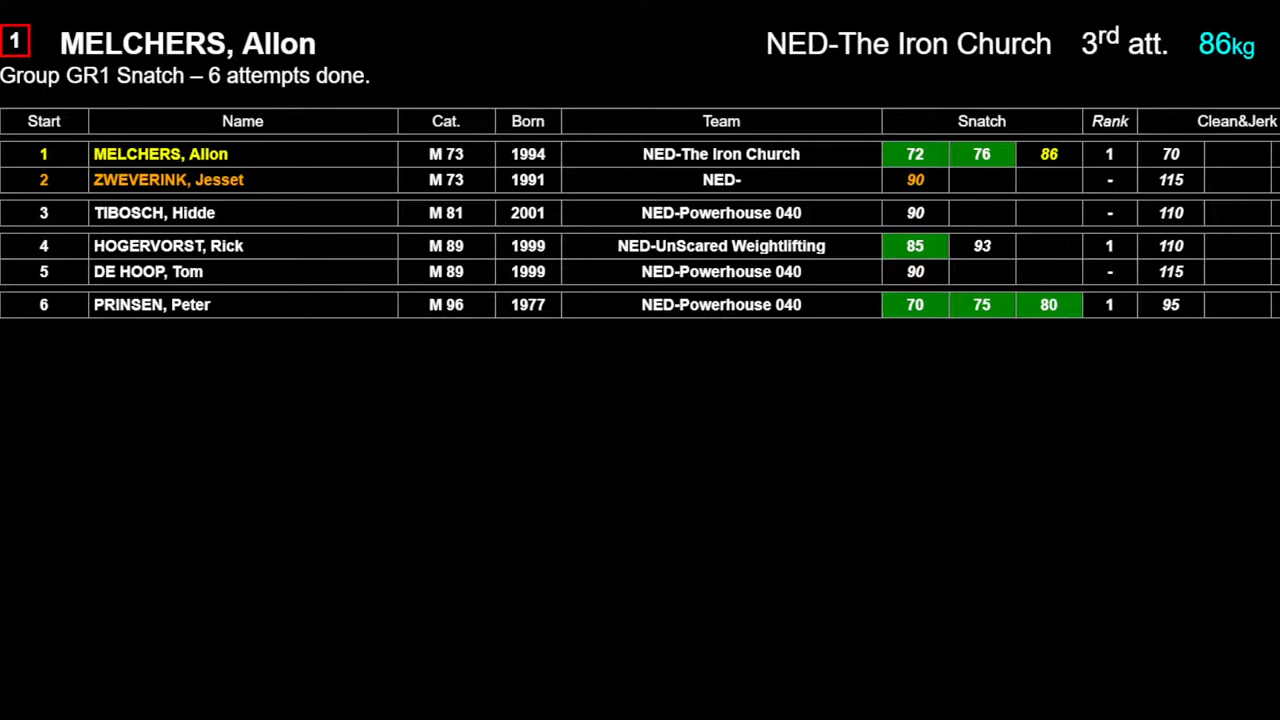 1 MELCHERS, Allon NED-The Iron Church 3rd att. 86kg
Group GR1 Snatch – 6 attempts done.
Start Name Cat. Born Team Snatch Rank Clean&Jerk
1 MELCHERS, Allon M 73 1994 NED-The Iron Church 72 76 86 1 70
2 ZWEVERINK, Jesset M 73 1991 NED- 90 - 115
3 TIBOSCH, Hidde M 81 2001 NED-Powerhouse 040 90 - 110
4 HOGERVORST, Rick M 89 1999 NED-UnScared Weightlifting 85 93 1 110
5 DE HOOP, Tom M 89 1999 NED-Powerhouse 040 90 - 115
6 PRINSEN, Peter M 96 1977 NED-Powerhouse 040 70 75 80 1 95